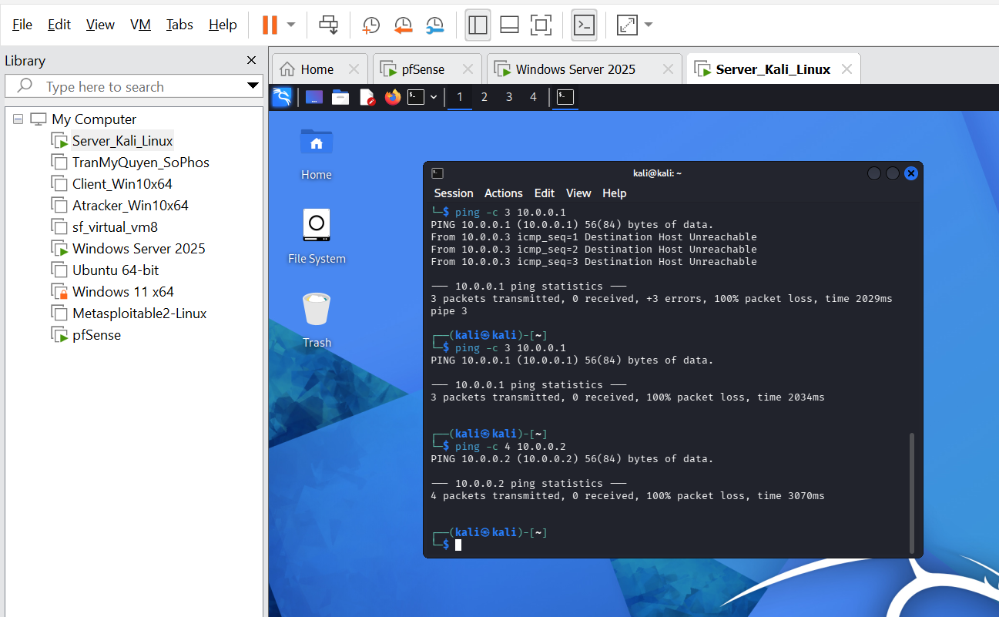 File Edit View VM Tabs Help
Library
Type here to search
My Computer
Server_Kali_Linux
TranMyQuyen_SoPhos
Client_Win10x64
Atracker_Win10x64
sf_virtual_vm8
Windows Server 2025
Ubuntu 64-bit
Windows 11 x64
Metasploitable2-Linux
pfSense
Home pfSense Windows Server 2025 Server_Kali_Linux
1 2 3 4
Home
File System
Trash
kali@kali: ~
Session Actions Edit View Help
└─$ ping -c 3 10.0.0.1
PING 10.0.0.1 (10.0.0.1) 56(84) bytes of data.
From 10.0.0.3 icmp_seq=1 Destination Host Unreachable
From 10.0.0.3 icmp_seq=2 Destination Host Unreachable
From 10.0.0.3 icmp_seq=3 Destination Host Unreachable
─── 10.0.0.1 ping statistics ───
3 packets transmitted, 0 received, +3 errors, 100% packet loss, time 2029ms
pipe 3
┌──(kali㉿kali)-[~]
└─$ ping -c 3 10.0.0.1
PING 10.0.0.1 (10.0.0.1) 56(84) bytes of data.
─── 10.0.0.1 ping statistics ───
3 packets transmitted, 0 received, 100% packet loss, time 2034ms
┌──(kali㉿kali)-[~]
└─$ ping -c 4 10.0.0.2
PING 10.0.0.2 (10.0.0.2) 56(84) bytes of data.
─── 10.0.0.2 ping statistics ───
4 packets transmitted, 0 received, 100% packet loss, time 3070ms
┌──(kali㉿kali)-[~]
└─$